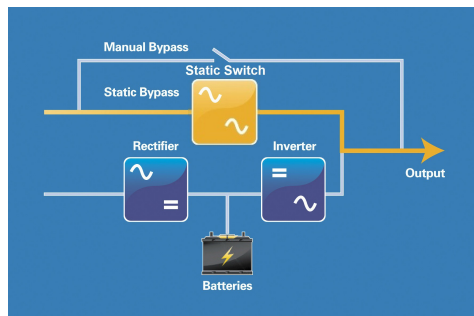 Manual Bypass
Static Switch
Static Bypass
Rectifier
Inverter
Output
Batteries